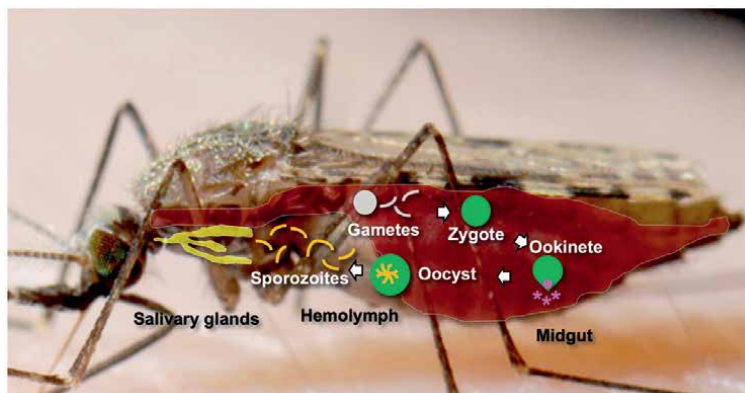 Gametes
Zygote
Ookinete
Sporozoites
Oocyst
Salivary glands
Hemolymph
Midgut